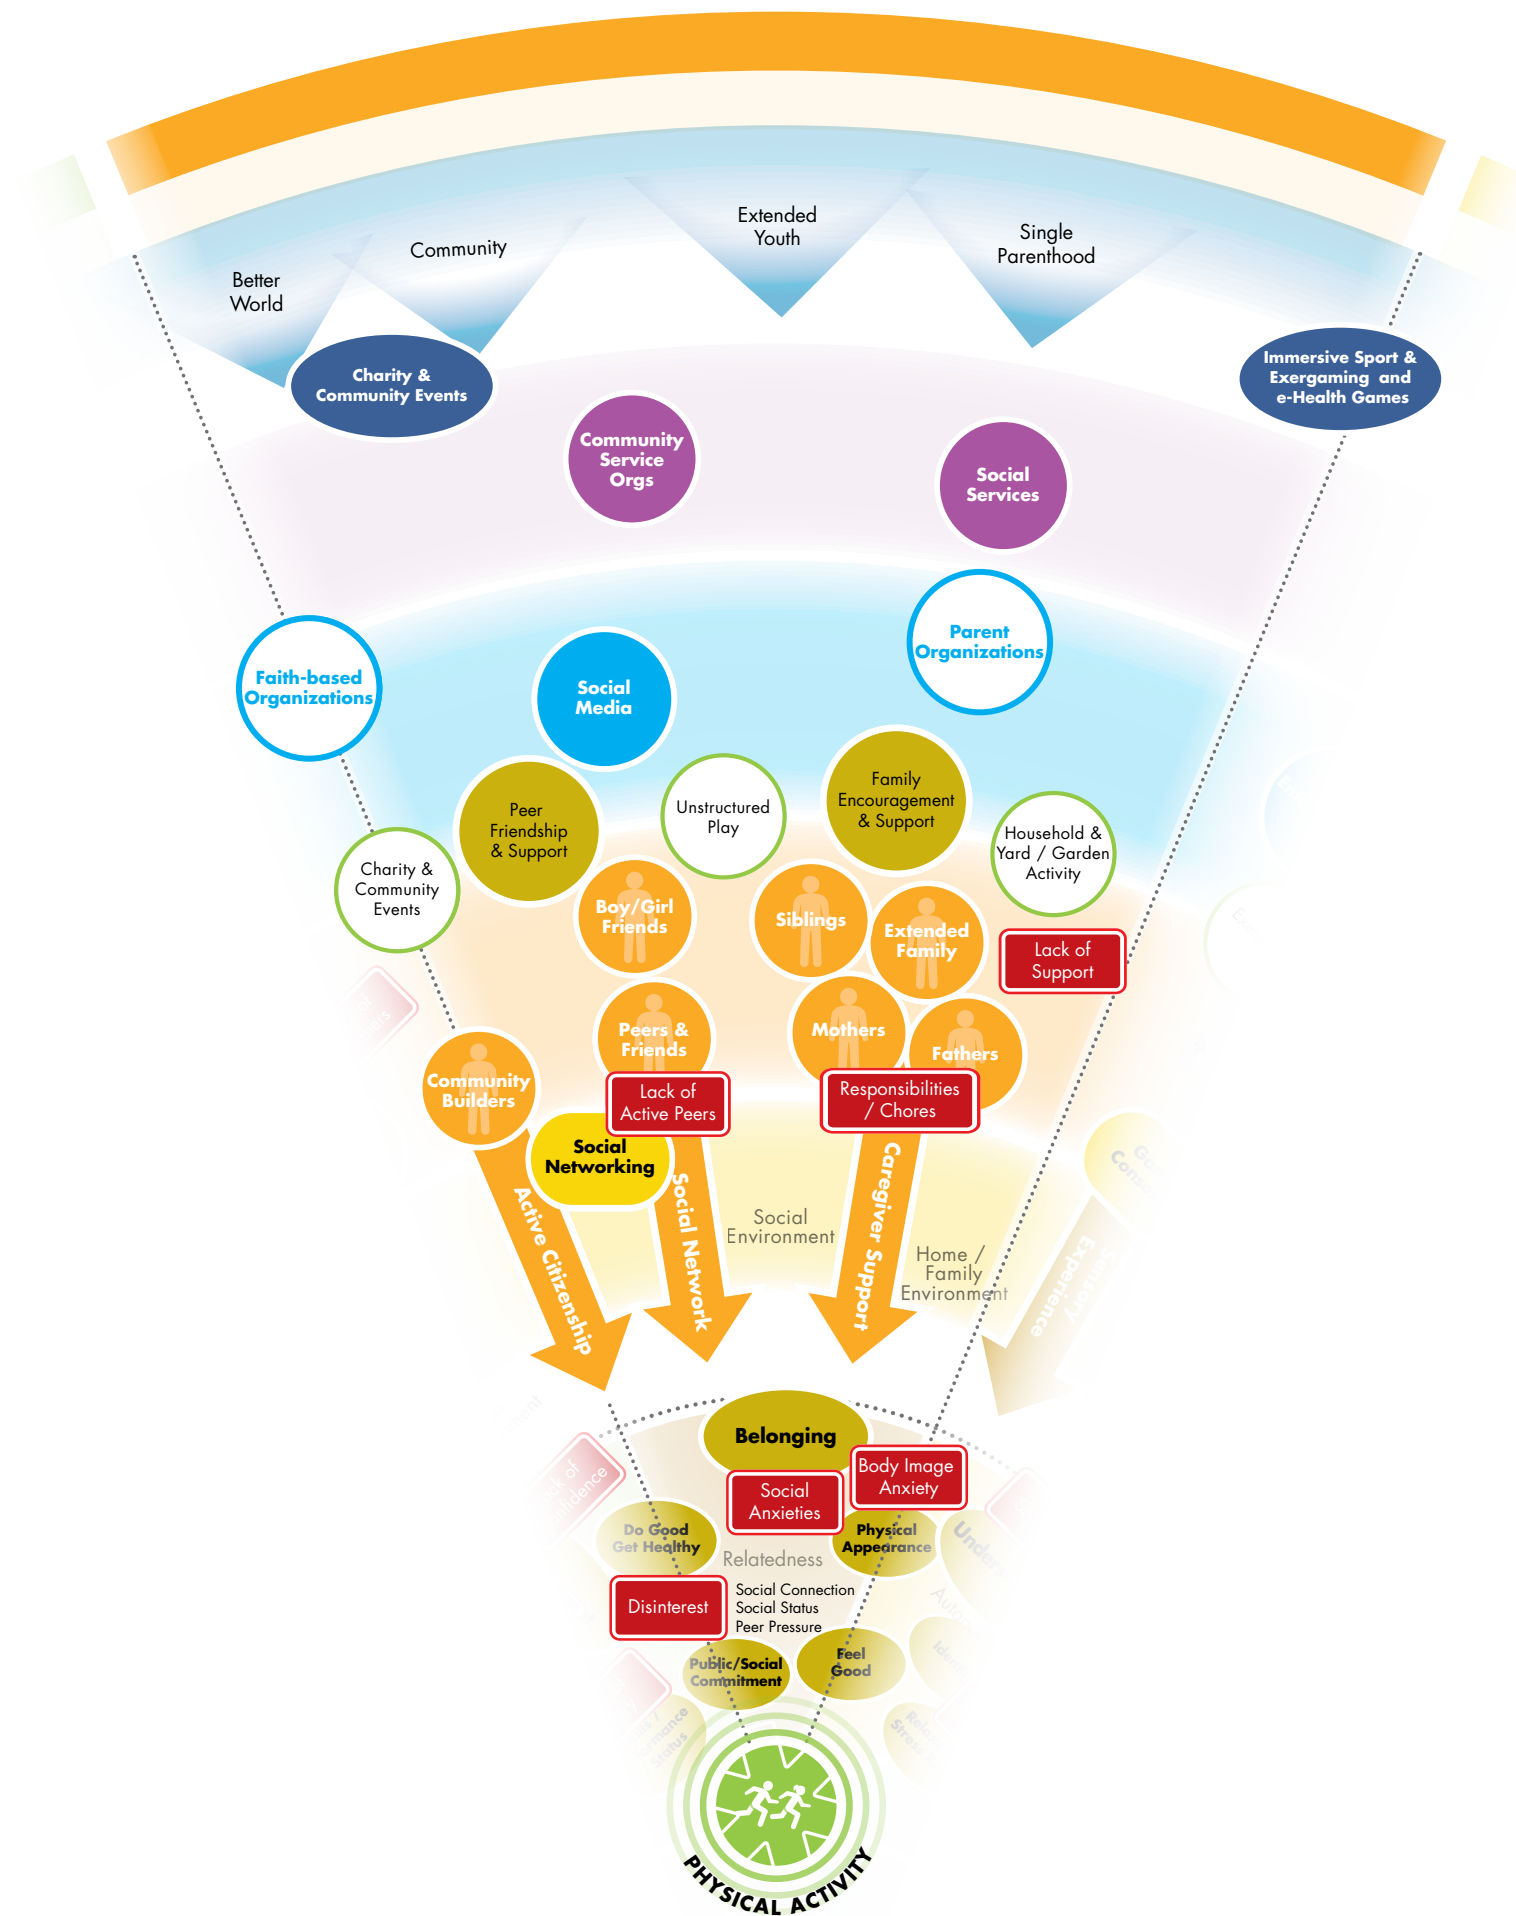 Better
World
Community
Extended
Youth
Single
Parenthood
Charity &
Community Events
Immersive Sport &
Exergaming and
e-Health Games
Community
Service
Orgs
Social
Services
Faith-based
Organizations
Social
Media
Parent
Organizations
Peer
Friendship
& Support
Unstructured
Play
Family
Encouragement
& Support
Household &
Yard / Garden
Activity
Charity &
Community
Events
Boy/Girl
Friends
Siblings
Extended
Family
Lack of
Support
Peers &
Friends
Mothers
Fathers
Community
Builders
Lack of
Active Peers
Responsibilities
/ Chores
Social
Networking
Active Citizenship
Social Network
Caregiver Support
Social
Environment
Home /
Family
Environment
Sensory
Experience
Belonging
Social
Anxieties
Body Image
Anxiety
Do Good
Get Healthy
Physical
Appearance
Relatedness
Disinterest
Social Connection
Social Status
Peer Pressure
Public/Social
Commitment
Feel
Good
PHYSICAL ACTIVITY